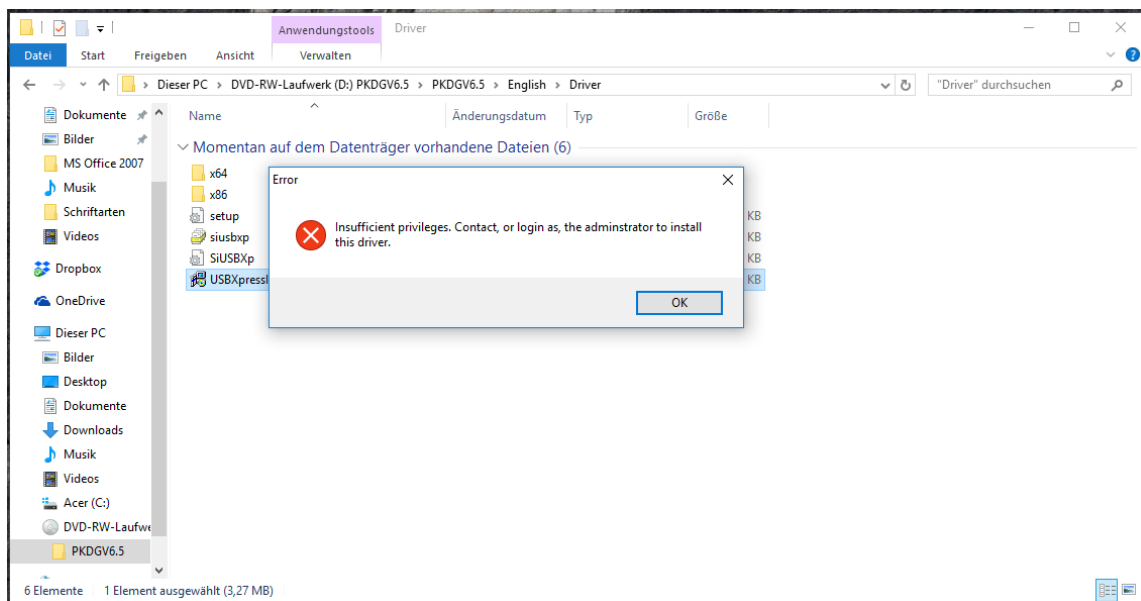 Anwendungstools Driver
Datei Start Freigeben Ansicht Verwalten
Dieser PC > DVD-RW-Laufwerk (D:) PKDGV6.5 > PKDGV6.5 > English > Driver
"Driver" durchsuchen
Dokumente
Bilder
MS Office 2007
Musik
Schriftarten
Videos
Dropbox
OneDrive
Dieser PC
Bilder
Desktop
Dokumente
Downloads
Musik
Videos
Acer (C:)
DVD-RW-Laufwe
PKDGV6.5
Name Änderungsdatum Typ Größe
Momentan auf dem Datenträger vorhandene Dateien (6)
x64
x86
setup KB
siusbxp KB
SiUSBXp KB
USBXpressI KB
Error
Insufficient privileges. Contact, or login as, the adminstrator to install
this driver.
OK
6 Elemente 1 Element ausgewählt (3,27 MB)